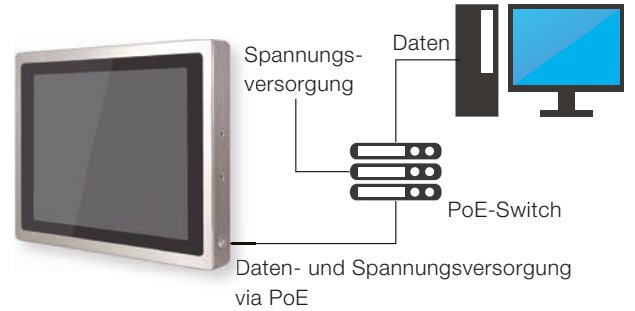 Spannungs-
versorgung
Daten
PoE-Switch
Daten- und Spannungsversorgung
via PoE